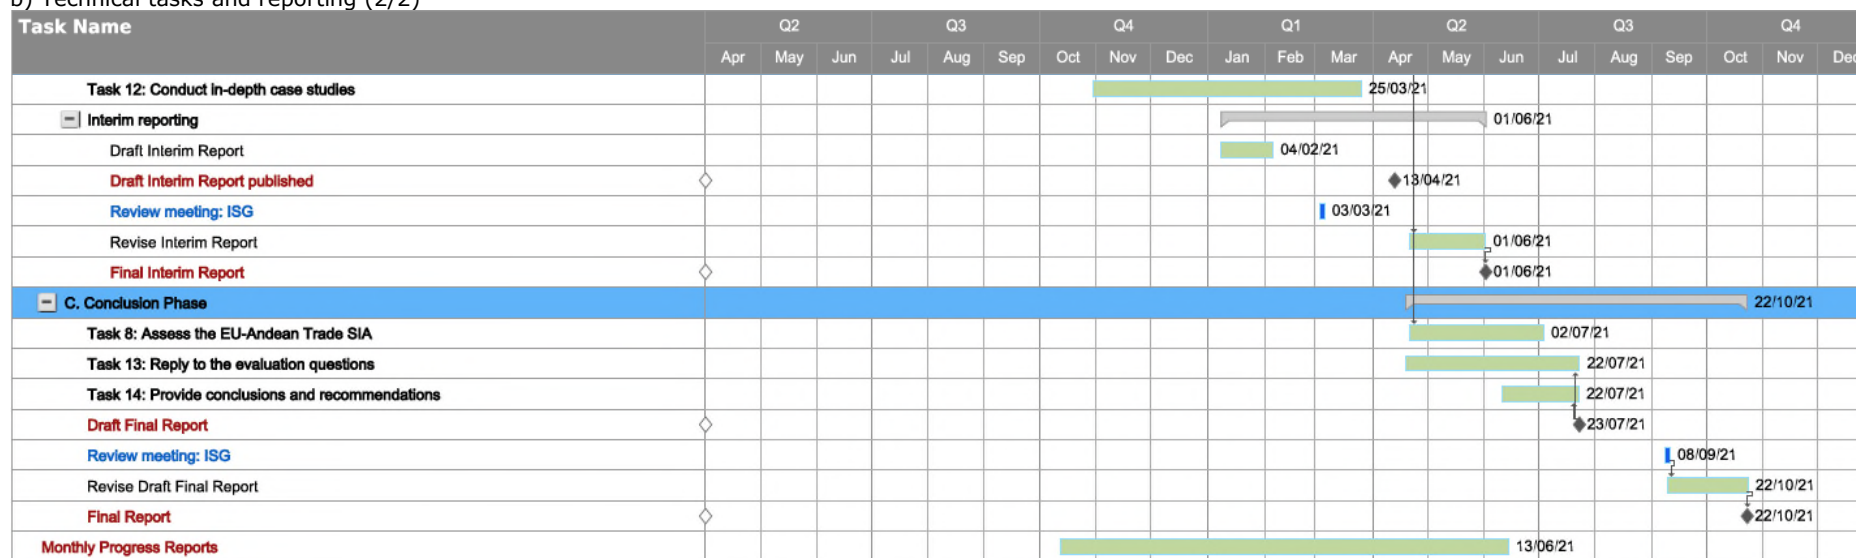 b) Technical tasks and reporting (2/2)
Task Name Q2 Q3 Q4 Q1 Q2 Q3 Q4
Apr May Jun Jul Aug Sep Oct Nov Dec Jan Feb Mar Apr May Jun Jul Aug Sep Oct Nov Dec
Task 12: Conduct in-depth case studies 25/03/21
Interim reporting 01/06/21
Draft Interim Report 04/02/21
Draft Interim Report published 13/04/21
Review meeting: ISG 03/03/21
Revise Interim Report 01/06/21
Final Interim Report 01/06/21
C. Conclusion Phase 22/10/21
Task 8: Assess the EU-Andean Trade SIA 02/07/21
Task 13: Reply to the evaluation questions 22/07/21
Task 14: Provide conclusions and recommendations 22/07/21
Draft Final Report 23/07/21
Review meeting: ISG 08/09/21
Revise Draft Final Report 22/10/21
Final Report 22/10/21
Monthly Progress Reports 13/06/21